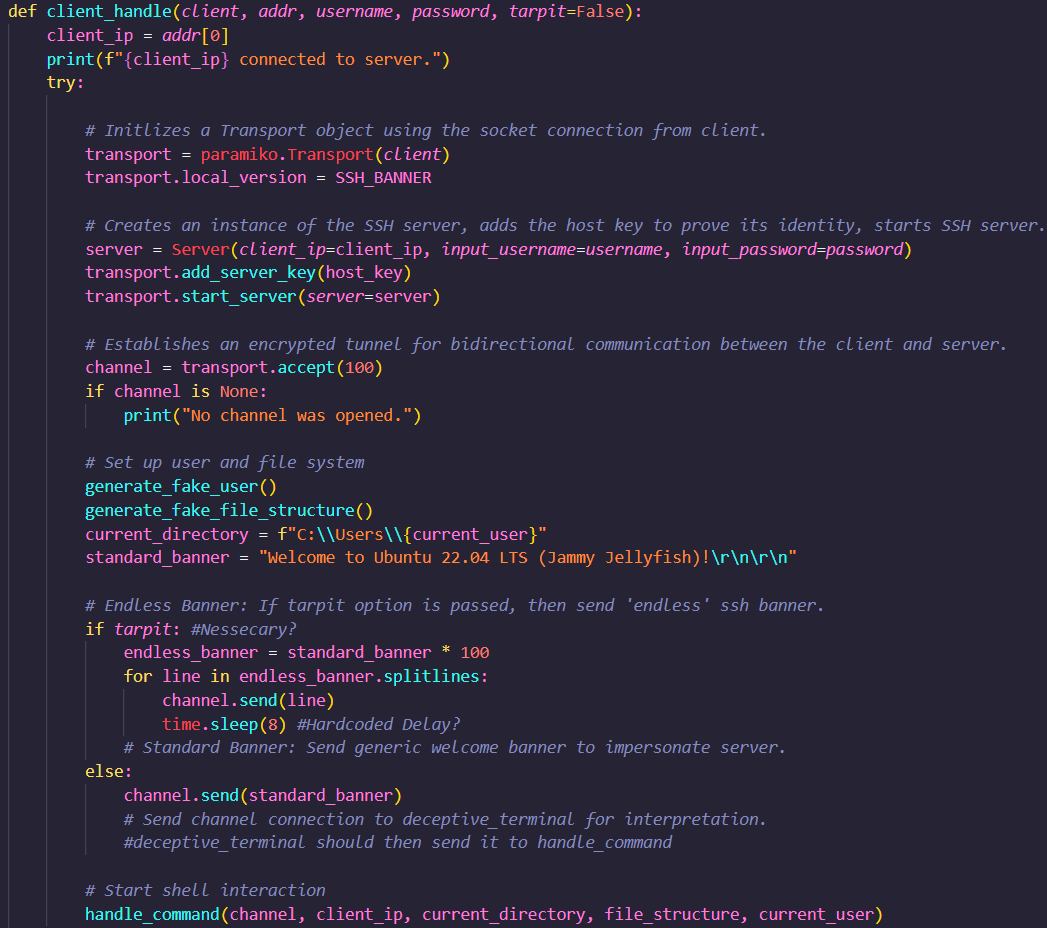 def client_handle(client, addr, username, password, tarpit=False):
    client_ip = addr[0]
    print(f"{client_ip} connected to server.")
    try:

        # Initlizes a Transport object using the socket connection from client.
        transport = paramiko.Transport(client)
        transport.local_version = SSH_BANNER

        # Creates an instance of the SSH server, adds the host key to prove its identity, starts SSH server.
        server = Server(client_ip=client_ip, input_username=username, input_password=password)
        transport.add_server_key(host_key)
        transport.start_server(server=server)

        # Establishes an encrypted tunnel for bidirectional communication between the client and server.
        channel = transport.accept(100)
        if channel is None:
            print("No channel was opened.")

        # Set up user and file system
        generate_fake_user()
        generate_fake_file_structure()
        current_directory = f"C:\\Users\\{current_user}"
        standard_banner = "Welcome to Ubuntu 22.04 LTS (Jammy Jellyfish)!\r\n\r\n"

        # Endless Banner: If tarpit option is passed, then send 'endless' ssh banner.
        if tarpit: #Nessecary?
            endless_banner = standard_banner * 100
            for line in endless_banner.splitlines:
                channel.send(line)
                time.sleep(8) #Hardcoded Delay?
            # Standard Banner: Send generic welcome banner to impersonate server.
        else:
            channel.send(standard_banner)
            # Send channel connection to deceptive_terminal for interpretation.
            #deceptive_terminal should then send it to handle_command

        # Start shell interaction
        handle_command(channel, client_ip, current_directory, file_structure, current_user)